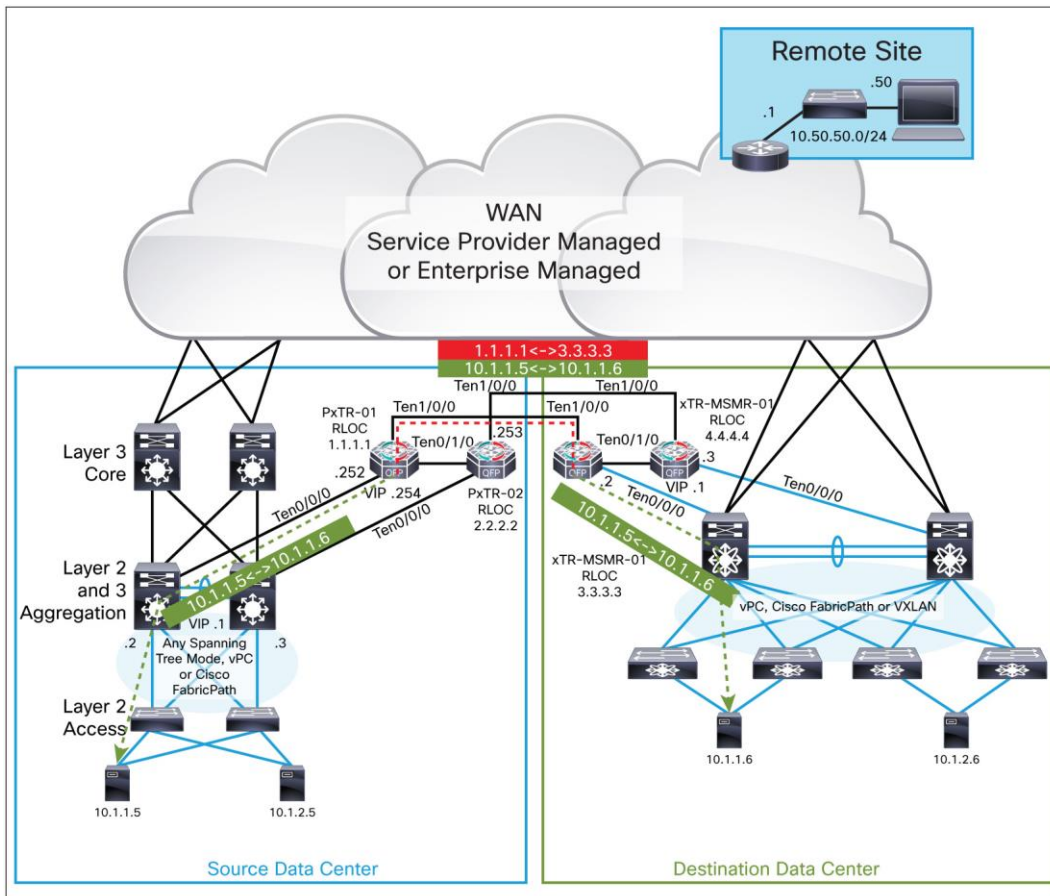 Remote Site
.50
.1
10.50.50.0/24
WAN
Service Provider Managed
or Enterprise Managed
1.1.1.1<->3.3.3.3
10.1.1.5<->10.1.1.6
Ten1/0/0
PxTR-01
RLOC
1.1.1.1
Ten1/0/0
Ten1/0/0
xTR-MSMR-01
RLOC
4.4.4.4
Layer 3
Core
.253
Ten0/1/0
QFP
QFP
.252
VIP .254
PxTR-02
RLOC
2.2.2.2
Ten0/1/0
QFP
QFP
.3
.2
VIP .1
Ten0/0/0
Ten0/0/0
Ten0/0/0
Ten0/0/0
10.1.1.5<->10.1.1.6
10.1.1.5<->10.1.1.6
xTR-MSMR-01
RLOC
3.3.3.3
Layer 2
and 3
Aggregation
VIP .1
.2
.3
Any Spanning
Tree Mode, vPC
or Cisco
FabricPath
vPC, Cisco FabricPath or VXLAN
Layer 2
Access
10.1.1.5
10.1.2.5
10.1.1.6
10.1.2.6
Source Data Center
Destination Data Center